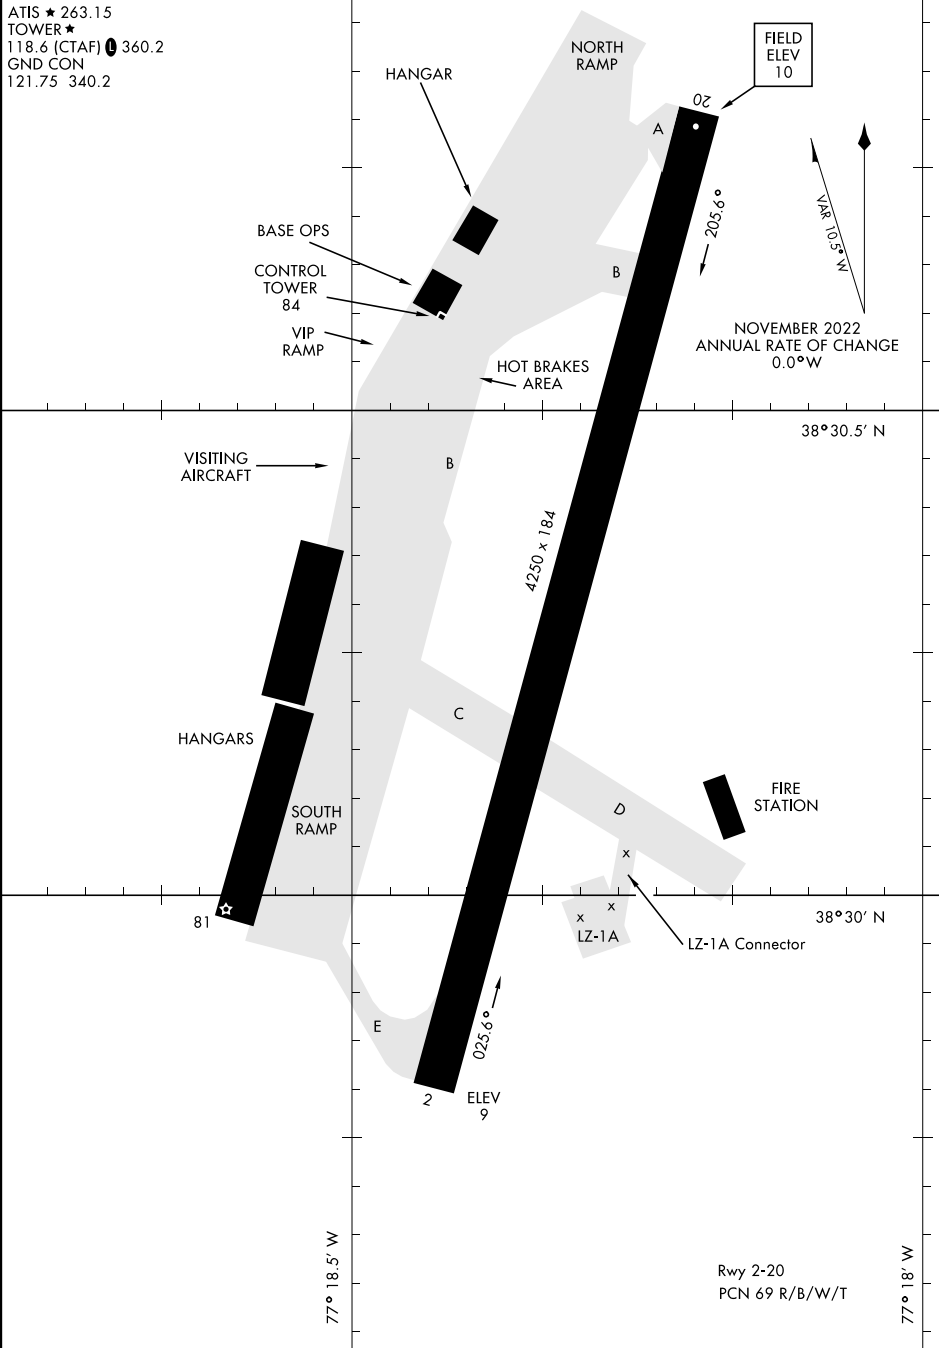 ATIS ★ 263.15
TOWER ★
118.6 (CTAF) L 360.2
GND CON
121.75 340.2
NORTH
RAMP
FIELD
ELEV
10
HANGAR
20
A
205.6°
VAR 10.5° W
BASE OPS
B
CONTROL
TOWER
84
VIP
RAMP
NOVEMBER 2022
ANNUAL RATE OF CHANGE
0.0° W
HOT BRAKES
AREA
38° 30.5' N
VISITING
AIRCRAFT
B
4250 x 184
C
HANGARS
SOUTH
RAMP
D
FIRE
STATION
x
x
x
81
LZ-1A
38° 30' N
LZ-1A Connector
E
025.6°
2
ELEV
9
77° 18.5' W
77° 18' W
Rwy 2-20
PCN 69 R/B/W/T